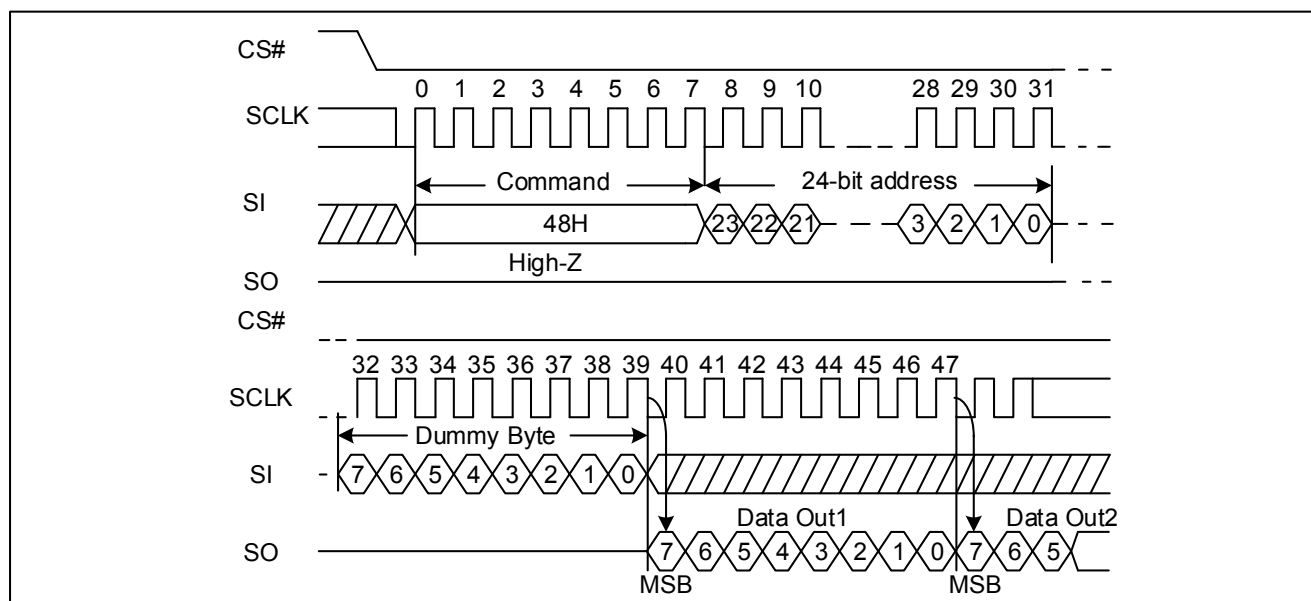 CS#
0 1 2 3 4 5 6 7 8 9 10 28 29 30 31
SCLK
Command 24-bit address
SI
48H 23 22 21 3 2 1 0
High-Z
SO
CS#
32 33 34 35 36 37 38 39 40 41 42 43 44 45 46 47
SCLK
Dummy Byte
SI 7 6 5 4 3 2 1 0
Data Out1 Data Out2
SO 7 6 5 4 3 2 1 0 7 6 5
MSB MSB